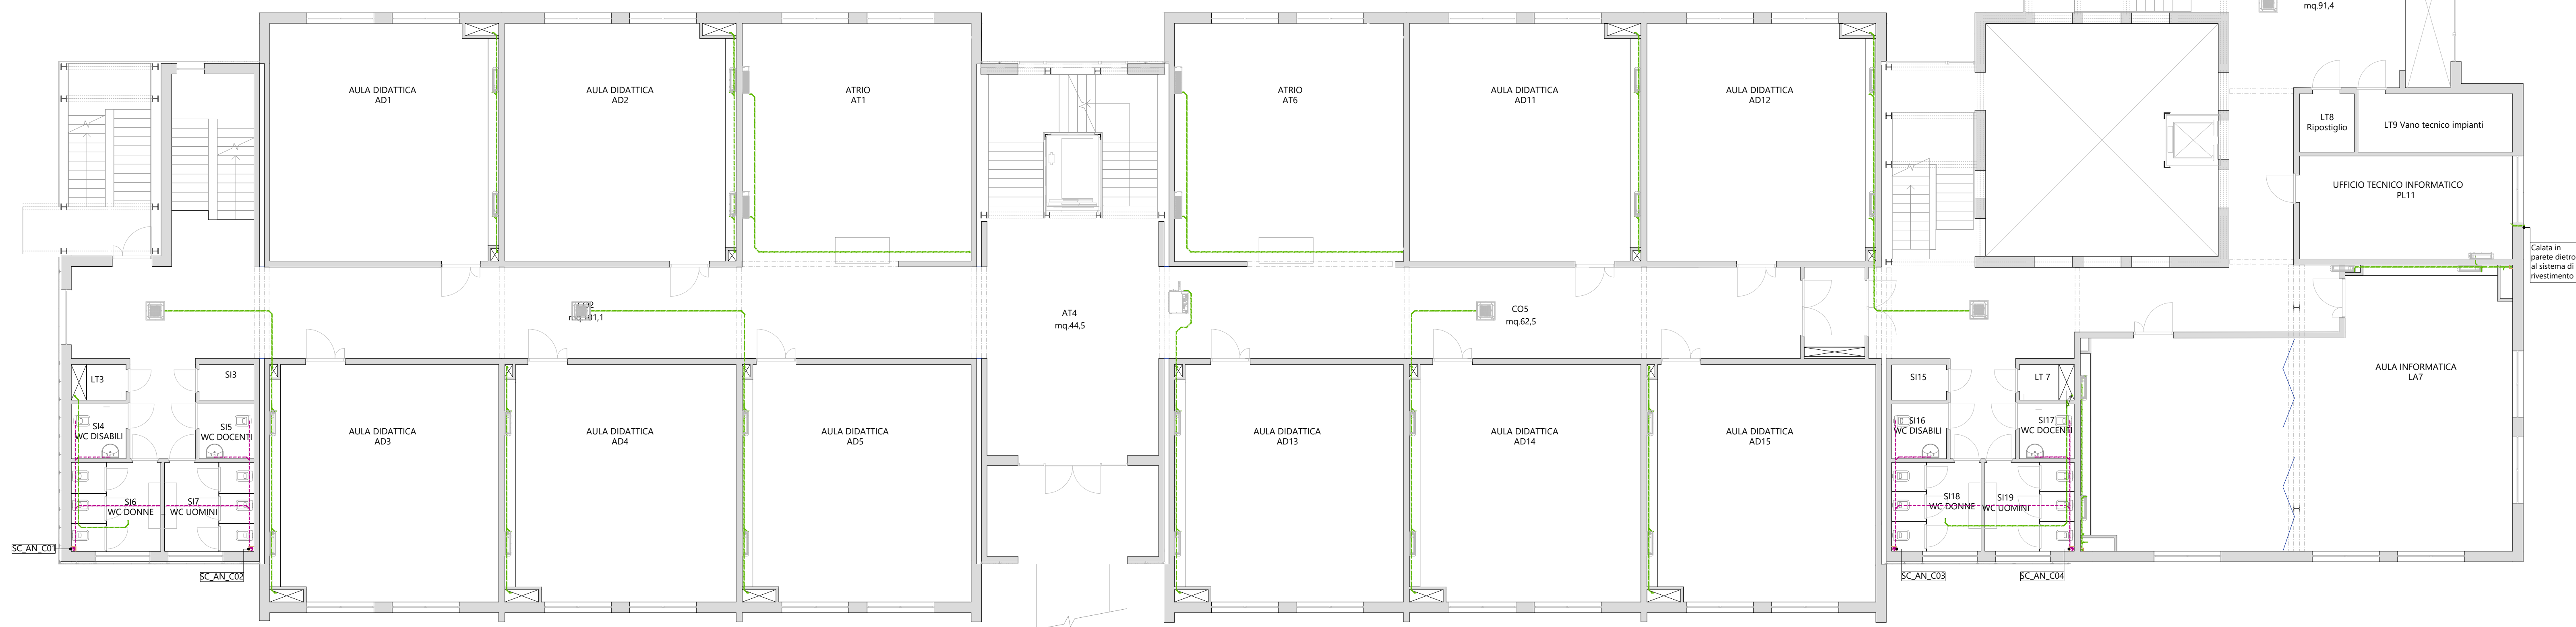 mq.91,4
AULA DIDATTICA
AD1
AULA DIDATTICA
AD2
ATRIO
AT1
ATRIO
AT6
AULA DIDATTICA
AD11
AULA DIDATTICA
AD12
LT8
Ripostiglio
LT9 Vano tecnico impianti
UFFICIO TECNICO INFORMATICO
PL11
Calata in
parete dietro
al sistema di
rivestimento
CO2
mq.101,1
AT4
mq.44,5
CO5
mq.62,5
LT3
SI3
SI4
WC DISABILI
SI5
WC DOCENTI
SI6
WC DONNE
SI7
WC UOMINI
SC_AN_C01
SC_AN_C02
AULA DIDATTICA
AD3
AULA DIDATTICA
AD4
AULA DIDATTICA
AD5
AULA DIDATTICA
AD13
AULA DIDATTICA
AD14
AULA DIDATTICA
AD15
SI15
LT 7
SI16
WC DISABILI
SI17
WC DOCENTI
SI18
WC DONNE
SI19
WC UOMINI
SC_AN_C03
SC_AN_C04
AULA INFORMATICA
LA7